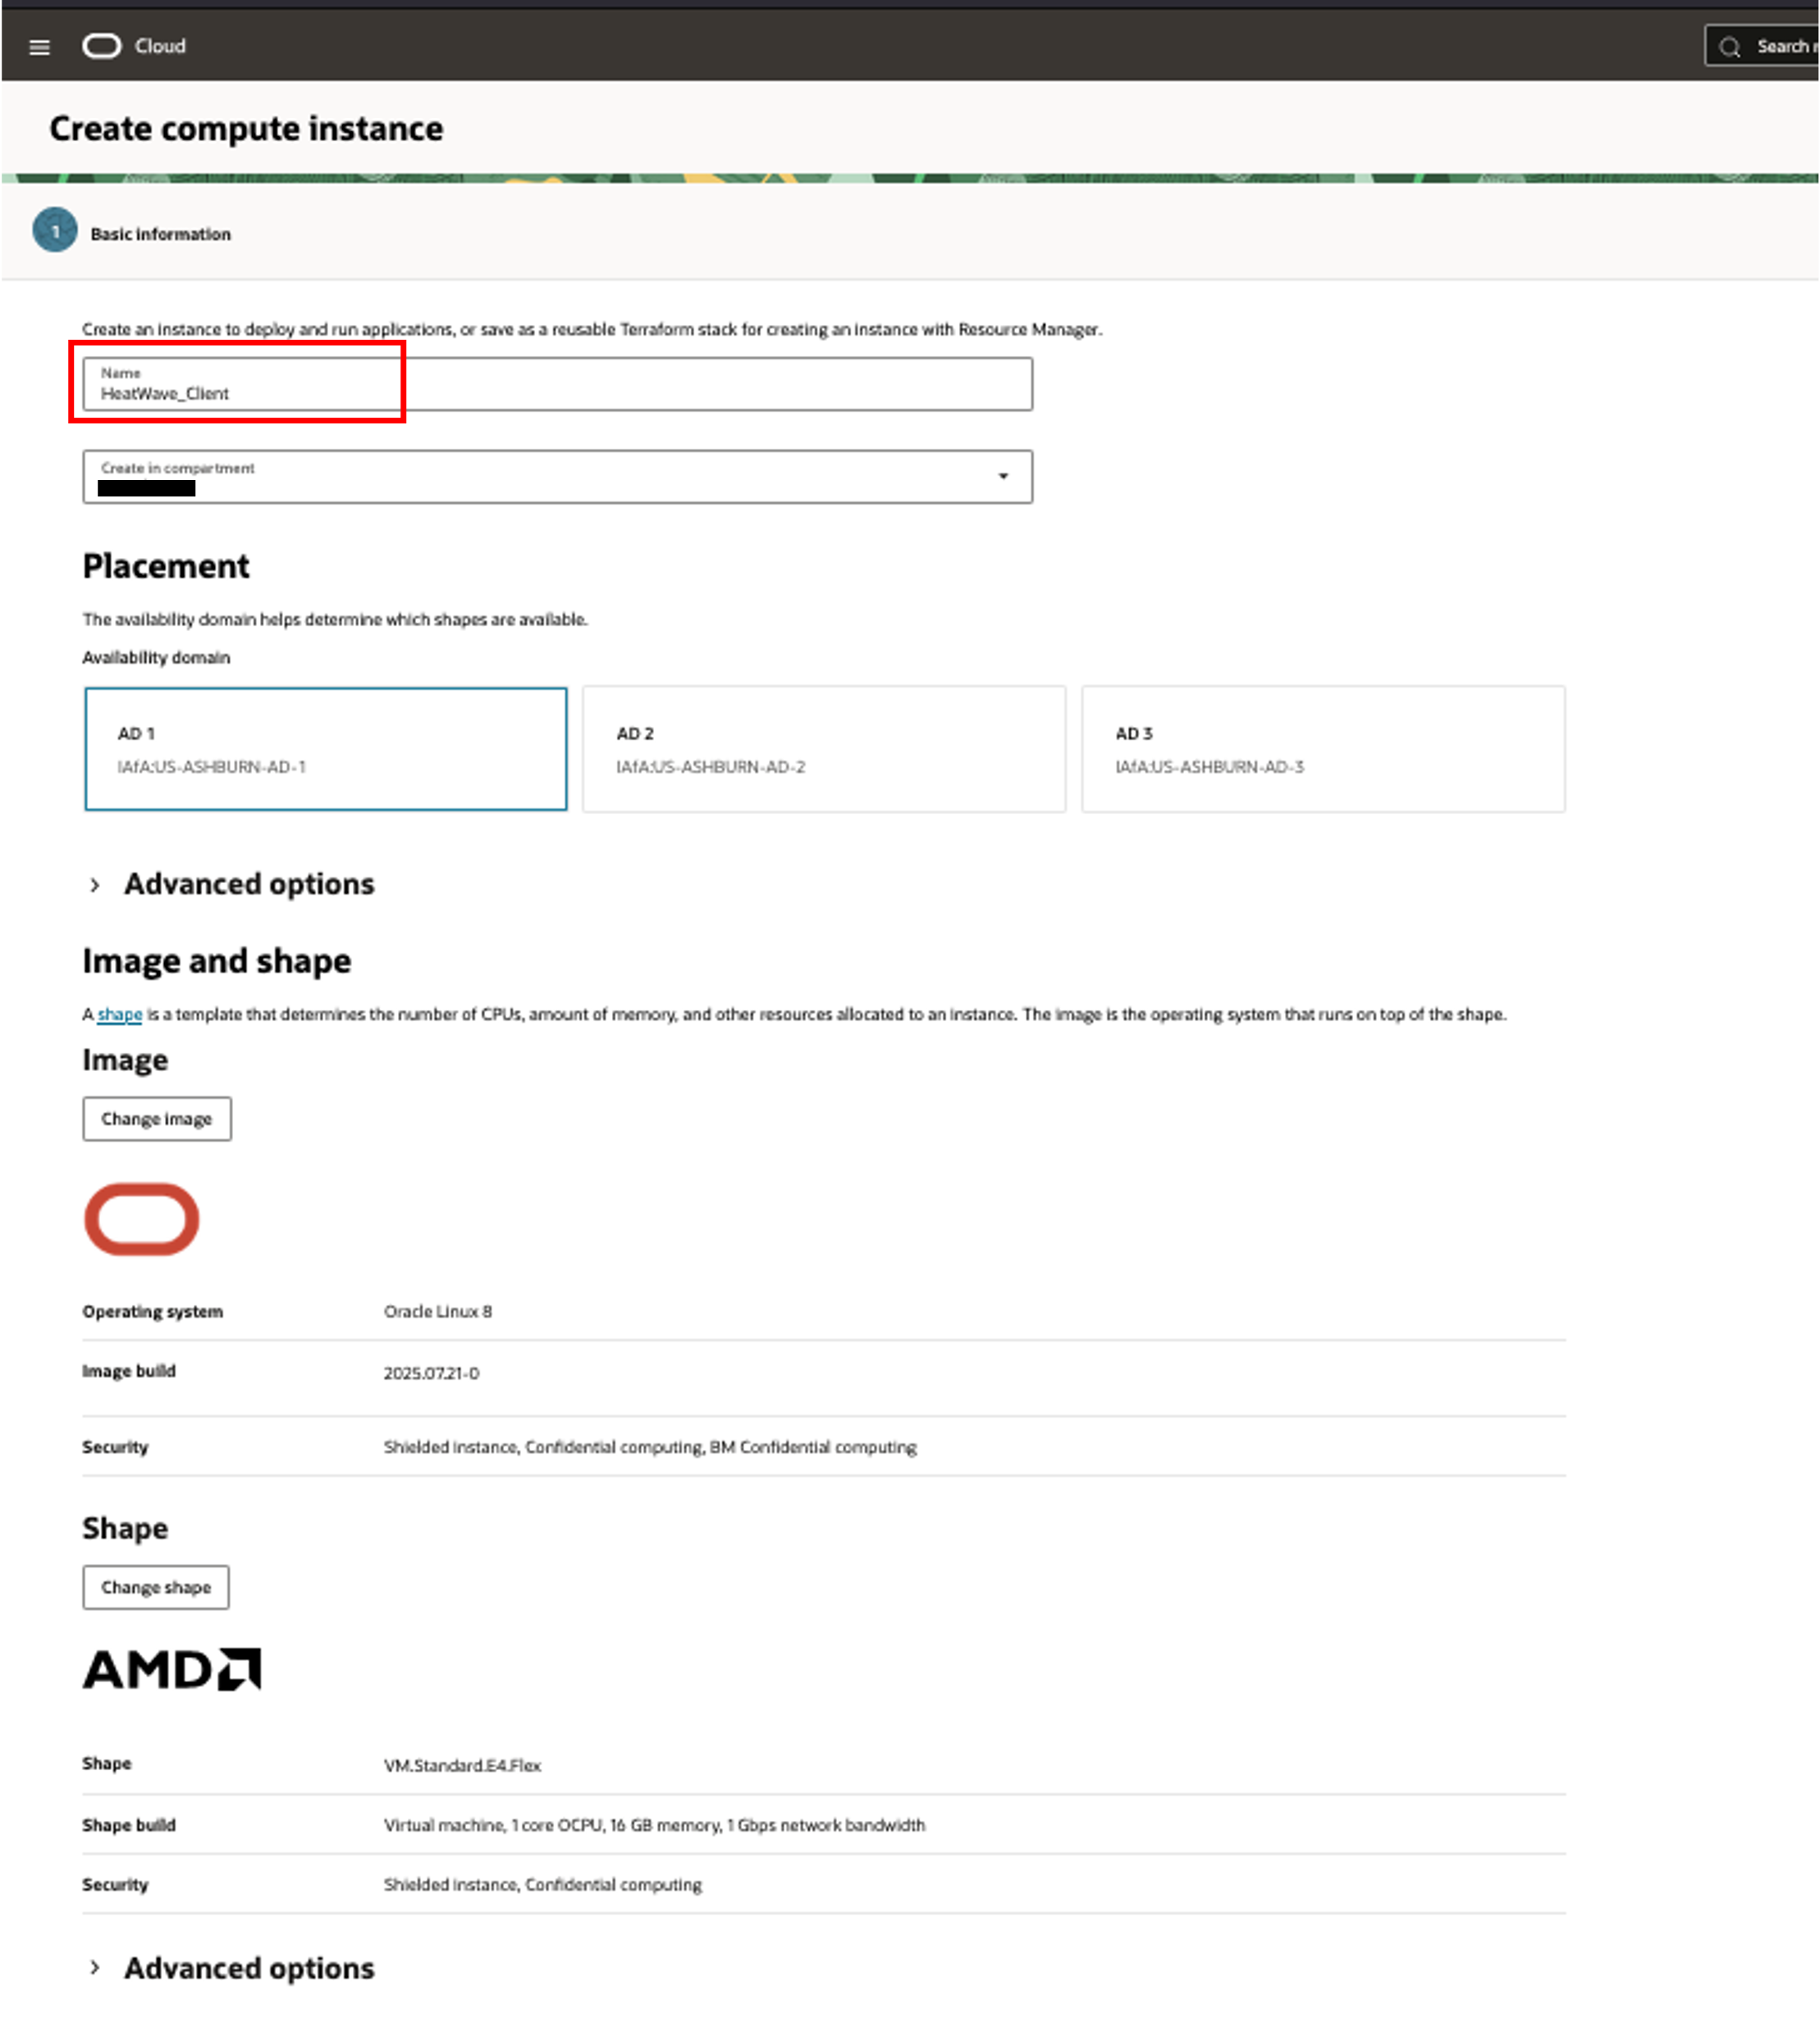 Cloud
Search
Create compute instance
1 Basic information
Create an instance to deploy and run applications, or save as a reusable Terraform stack for creating an instance with Resource Manager.
Name
HeatWave_Client
Create in compartment
Placement
The availability domain helps determine which shapes are available.
Availability domain
AD 1 AD 2 AD 3
IAfA:US-ASHBURN-AD-1 IAfA:US-ASHBURN-AD-2 IAfA:US-ASHBURN-AD-3
Advanced options
Image and shape
A shape is a template that determines the number of CPUs, amount of memory, and other resources allocated to an instance. The image is the operating system that runs on top of the shape.
Image
Change image
Operating system Oracle Linux 8
Image build 2025.07.21-0
Security Shielded instance, Confidential computing, BM Confidential computing
Shape
Change shape
AMD
Shape VM.Standard.E4.Flex
Shape build Virtual machine, 1 core OCPU, 16 GB memory, 1 Gbps network bandwidth
Security Shielded instance, Confidential computing
Advanced options